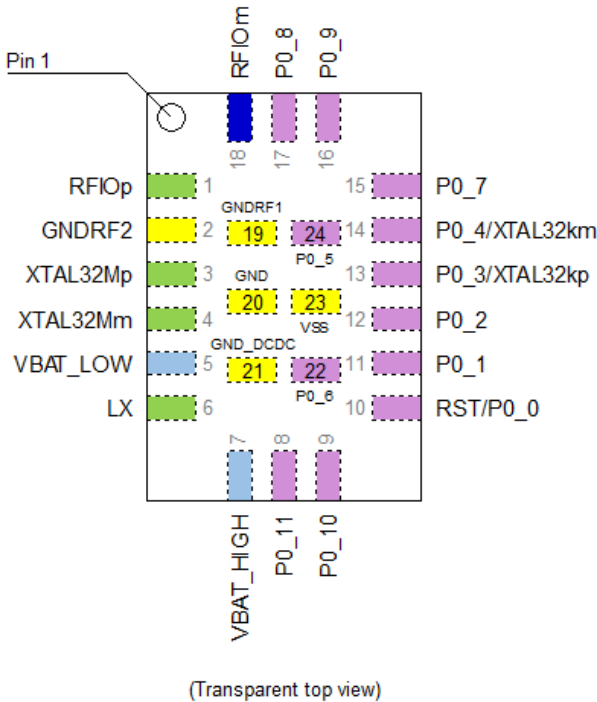 RFIOm
P0_8
P0_9
Pin 1
18
17
16
RFIOp 1
15 P0_7
GNDRF2 2
GNDRF1
19
24
P0_5
14 P0_4/XTAL32km
XTAL32Mp 3
GND
13 P0_3/XTAL32kp
20
23
VSS
XTAL32Mm 4
12 P0_2
VBAT_LOW 5
GND_DCDC
21
22
P0_6
11 P0_1
LX 6
10 RST/P0_0
7
8
9
VBAT_HIGH
P0_11
P0_10
(Transparent top view)